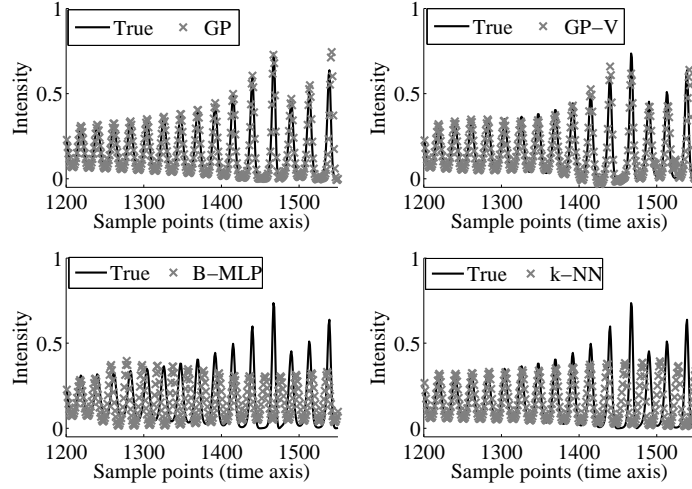 1
True GP
Intensity
0.5
0
1200 1300 1400 1500
Sample points (time axis)
1
True GP−V
Intensity
0.5
0
1200 1300 1400 1500
Sample points (time axis)
1
True B−MLP
Intensity
0.5
0
1200 1300 1400 1500
Sample points (time axis)
1
True k−NN
Intensity
0.5
0
1200 1300 1400 1500
Sample points (time axis)